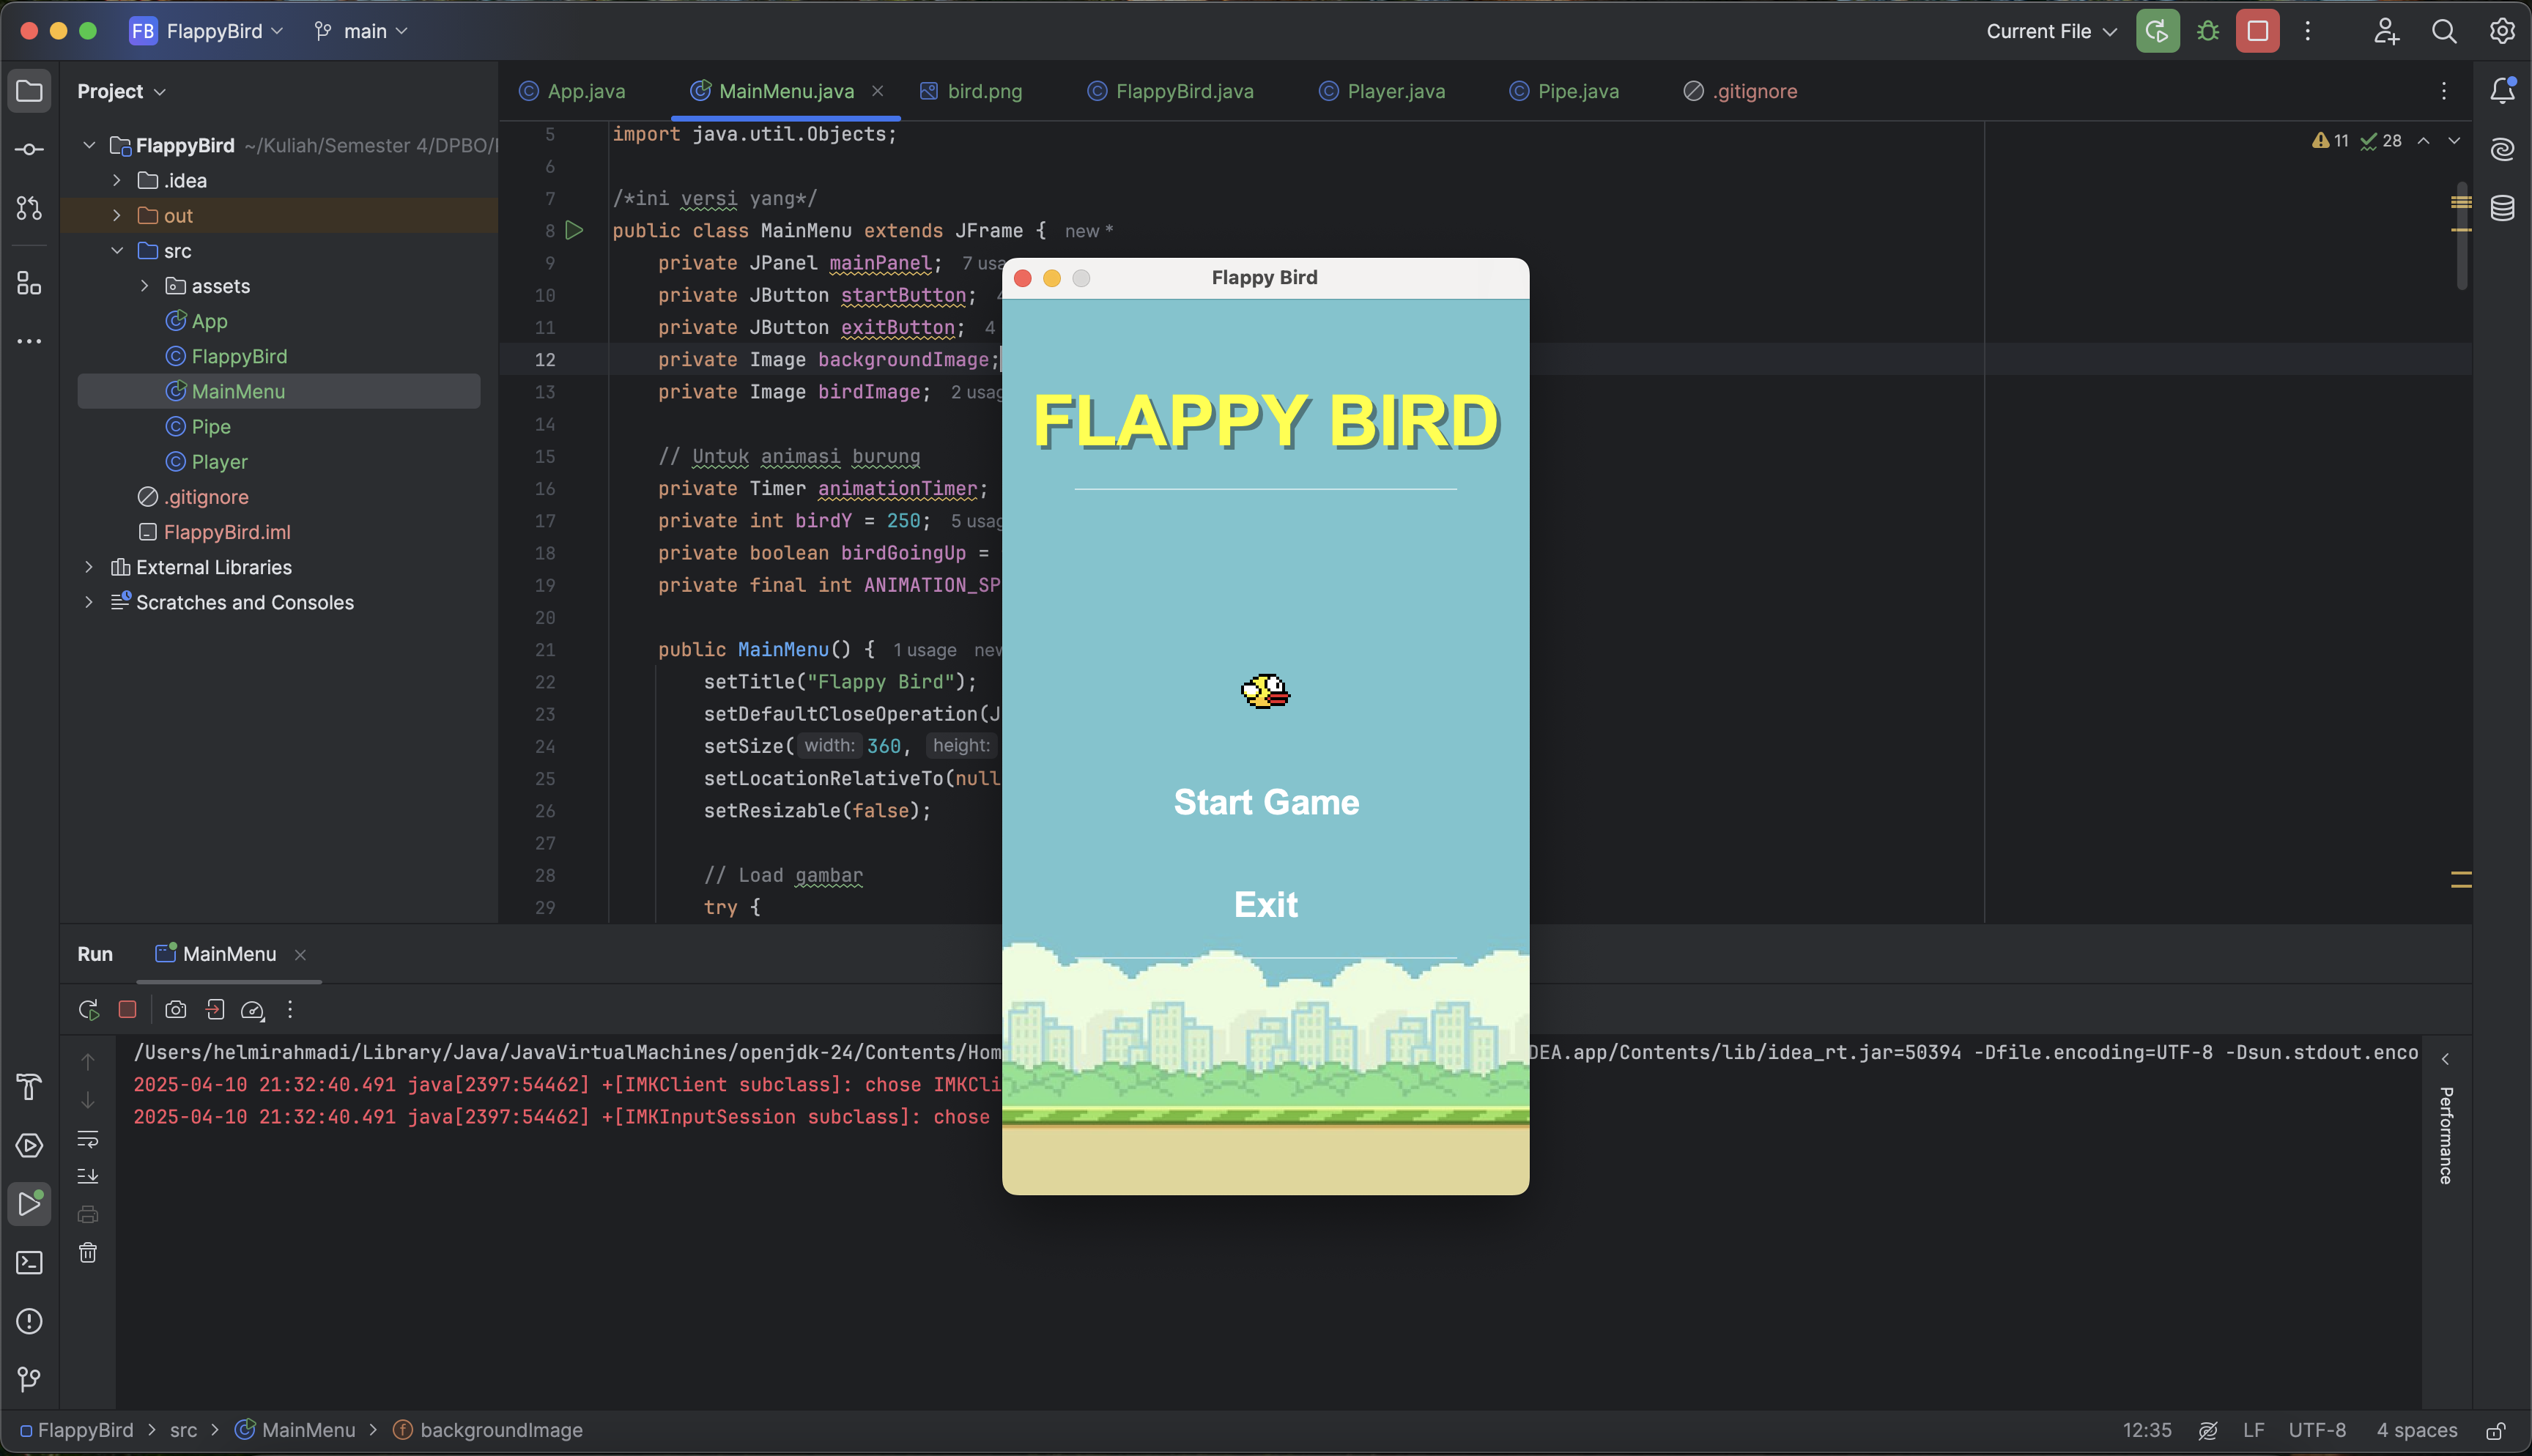 FB FlappyBird main Current File
Project
App.java MainMenu.java bird.png FlappyBird.java Player.java Pipe.java .gitignore
FlappyBird ~/Kuliah/Semester 4/DPBO/
.idea
out
src
assets
App
FlappyBird
MainMenu
Pipe
Player
.gitignore
FlappyBird.iml
External Libraries
Scratches and Consoles
11 28
5 import java.util.Objects;
6
7 /*ini versi yang*/
8 public class MainMenu extends JFrame { new *
9 private JPanel mainPanel; 7 usa
10 private JButton startButton; 4
11 private JButton exitButton; 4
12 private Image backgroundImage;
13 private Image birdImage; 2 usag
14
15 // Untuk animasi burung
16 private Timer animationTimer;
17 private int birdY = 250; 5 usag
18 private boolean birdGoingUp =
19 private final int ANIMATION_SP
20
21 public MainMenu() { 1 usage new
22 setTitle("Flappy Bird");
23 setDefaultCloseOperation(J
24 setSize( width: 360, height:
25 setLocationRelativeTo(null
26 setResizable(false);
27
28 // Load gambar
29 try {
Flappy Bird
FLAPPY BIRD
Start Game
Exit
Run MainMenu
/Users/helmirahmadi/Library/Java/JavaVirtualMachines/openjdk-24/Contents/Hom DEA.app/Contents/lib/idea_rt.jar=50394 -Dfile.encoding=UTF-8 -Dsun.stdout.enco
2025-04-10 21:32:40.491 java[2397:54462] +[IMKClient subclass]: chose IMKCli
2025-04-10 21:32:40.491 java[2397:54462] +[IMKInputSession subclass]: chose
Performance
FlappyBird > src > MainMenu > backgroundImage
12:35 LF UTF-8 4 spaces